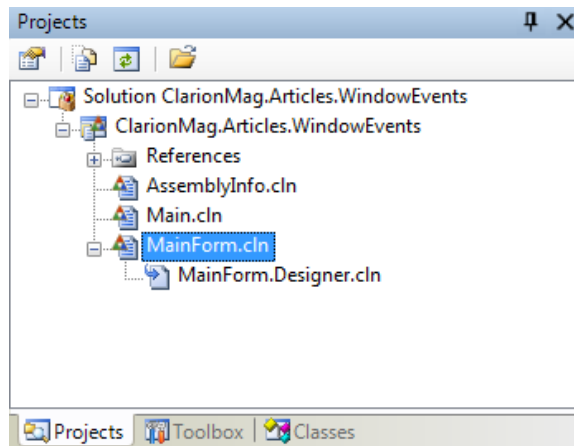 Projects
Solution ClarionMag.Articles.WindowEvents
ClarionMag.Articles.WindowEvents
References
AssemblyInfo.cln
Main.cln
MainForm.cln
MainForm.Designer.cln
Projects Toolbox Classes